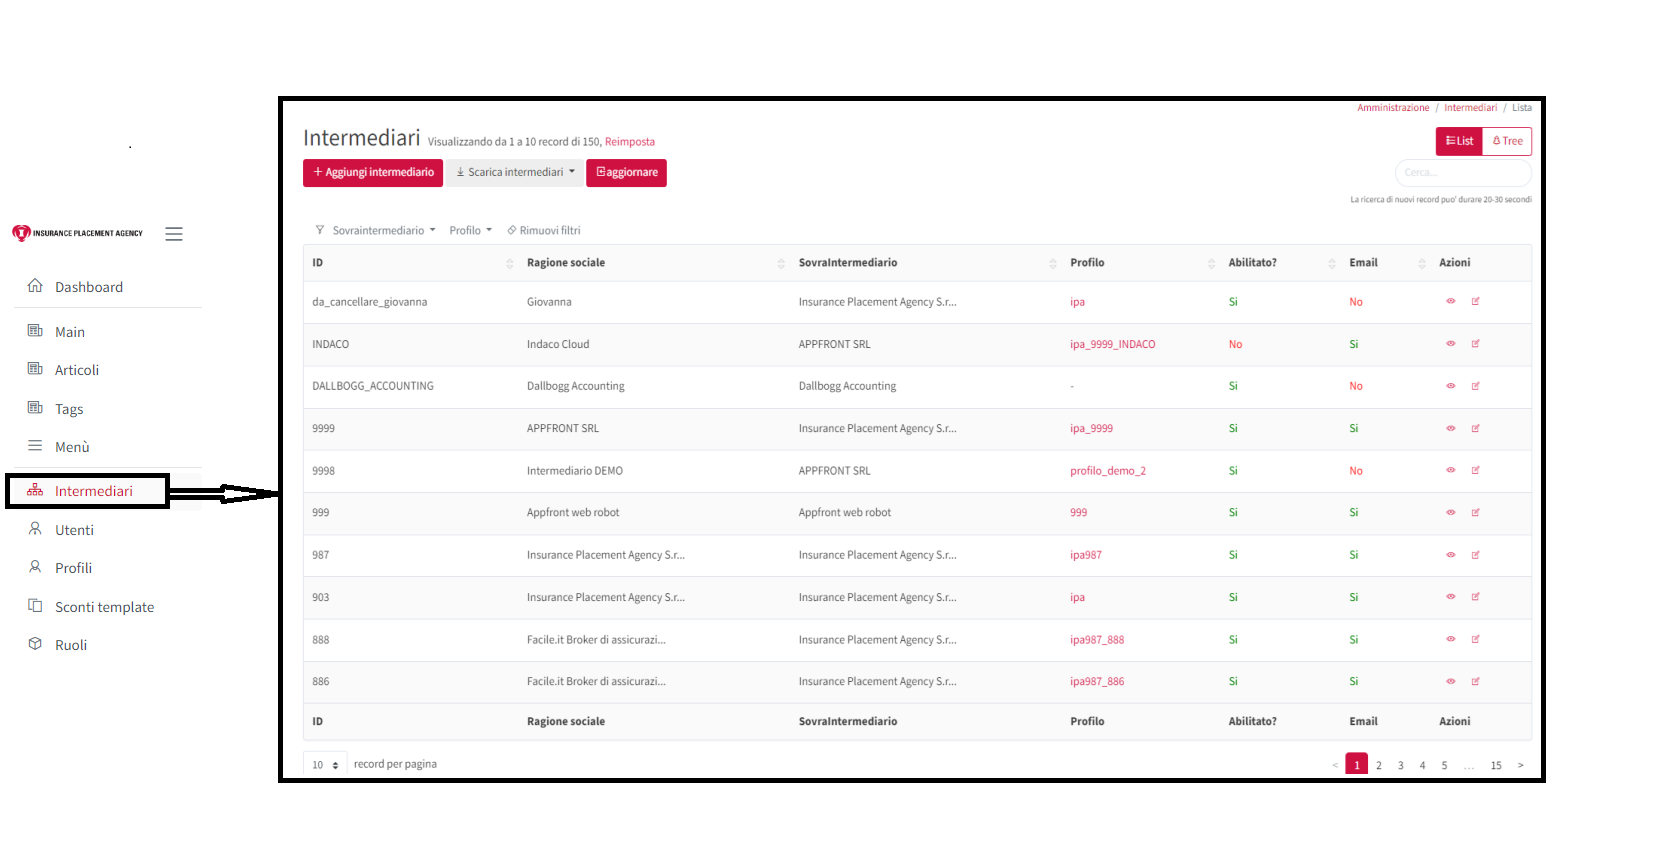 INSURANCE PLACEMENT AGENCY
Dashboard
Main
Articoli
Tags
Menù
Intermediari
Utenti
Profili
Sconti template
Ruoli
Amministrazione / Intermediari / Lista
Intermediari Visualizzando da 1 a 10 record di 150, Reimposta
List Tree
+ Aggiungi intermediario Scarica intermediari aggiornare
Cerca...
La ricerca di nuovi record puo' durare 20-30 secondi
Sovraintermediario Profilo Rimuovi filtri
ID Ragione sociale SovraIntermediario Profilo Abilitato? Email Azioni
da_cancellare_giovanna Giovanna Insurance Placement Agency S.r... ipa Si No
INDACO Indaco Cloud APPFRONT SRL ipa_9999_INDACO No Si
DALLBOGG_ACCOUNTING Dallbogg Accounting Dallbogg Accounting - Si No
9999 APPFRONT SRL Insurance Placement Agency S.r... ipa_9999 Si Si
9998 Intermediario DEMO APPFRONT SRL profilo_demo_2 Si No
999 Appfront web robot Appfront web robot 999 Si Si
987 Insurance Placement Agency S.r... Insurance Placement Agency S.r... ipa987 Si Si
903 Insurance Placement Agency S.r... Insurance Placement Agency S.r... ipa Si Si
888 Facile.it Broker di assicurazi... Insurance Placement Agency S.r... ipa987_888 Si Si
886 Facile.it Broker di assicurazi... Insurance Placement Agency S.r... ipa987_886 Si Si
ID Ragione sociale SovraIntermediario Profilo Abilitato? Email Azioni
10 record per pagina
< 1 2 3 4 5 ... 15 >